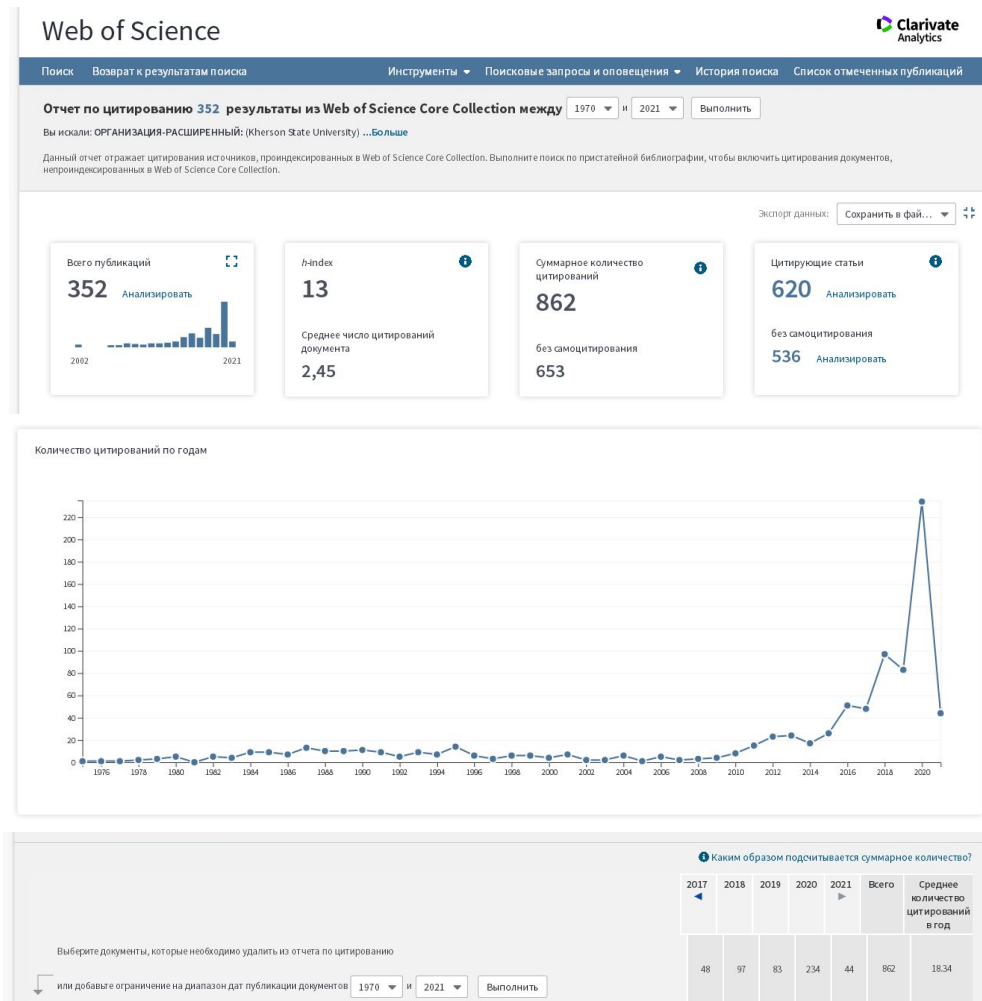 Web of Science
Clarivate
Analytics
Поиск Возврат к результатам поиска Инструменты Поисковые запросы и оповещения История поиска Список отмеченных публикаций
Отчет по цитированию 352 результаты из Web of Science Core Collection между 1970 и 2021 Выполнить
Вы искали: ОРГАНИЗАЦИЯ-РАСШИРЕННЫЙ: (Kherson State University) ...Больше
Данный отчет отражает цитирования источников, проиндексированных в Web of Science Core Collection. Выполните поиск по пристатейной библиографии, чтобы включить цитирования документов,
непроиндексированных в Web of Science Core Collection.
Экспорт данных: Сохранить в фай...
Всего публикаций
352 Анализировать
2002 2021
h-index
13
Среднее число цитирований
документа
2,45
Суммарное количество
цитирований
862
без самоцитирования
653
Цитирующие статьи
620 Анализировать
без самоцитирования
536 Анализировать
Количество цитирований по годам
220
200
180
160
140
120
100
80
60
40
20
0
1976 1978 1980 1982 1984 1986 1988 1990 1992 1994 1996 1998 2000 2002 2004 2006 2008 2010 2012 2014 2016 2018 2020
Каким образом подсчитывается суммарное количество?
2017 2018 2019 2020 2021 Всего Среднее
количество
цитирований
в год
Выберите документы, которые необходимо удалить из отчета по цитированию
48 97 83 234 44 862 18.34
или добавьте ограничение на диапазон дат публикации документов 1970 и 2021 Выполнить